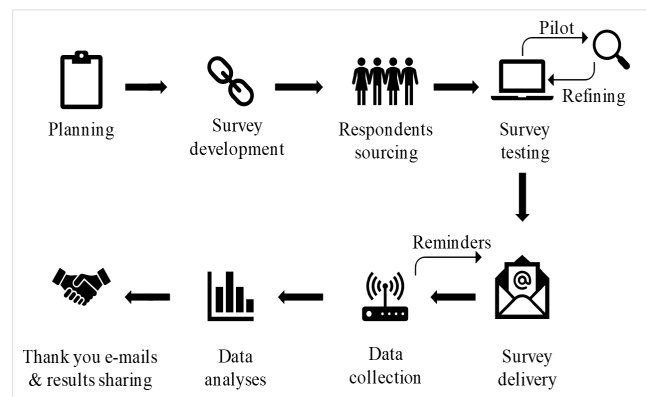 Pilot
Refining
Planning
Survey
development
Respondents
sourcing
Survey
testing
Reminders
@
Thank you e-mails
& results sharing
Data
analyses
Data
collection
Survey
delivery